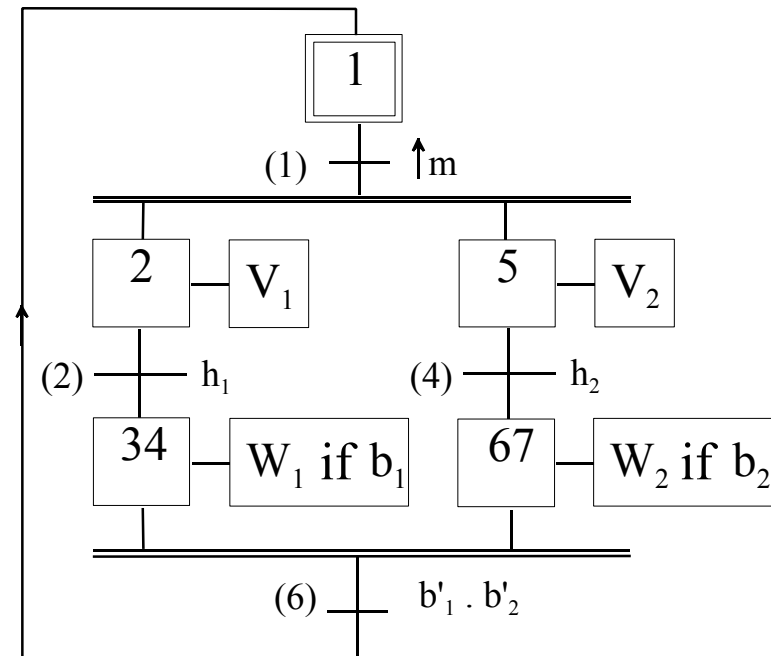 1
(1) ↑m
2 V₁ 5 V₂
(2) h₁ (4) h₂
34 W₁ if b₁ 67 W₂ if b₂
(6) b'₁ . b'₂